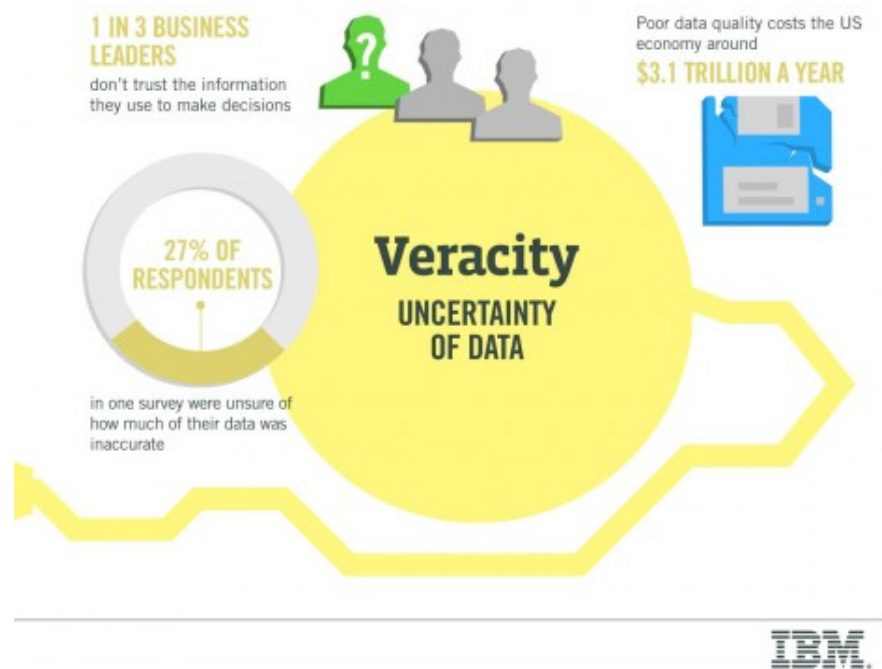 1 IN 3 BUSINESS
LEADERS
don't trust the information
they use to make decisions
?
Poor data quality costs the US
economy around
$3.1 TRILLION A YEAR
27% OF
RESPONDENTS
in one survey were unsure of
how much of their data was
inaccurate
Veracity
UNCERTAINTY
OF DATA
IBM.